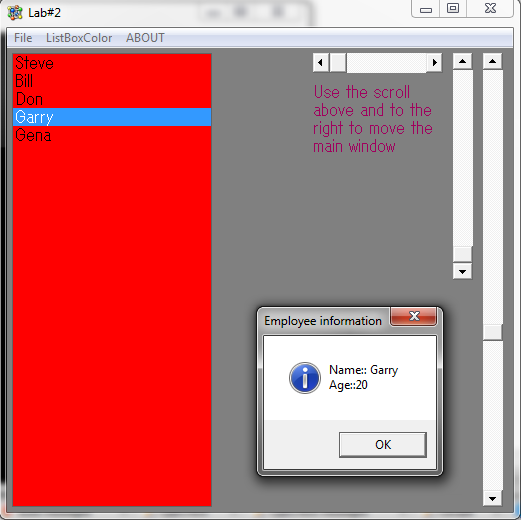 Lab#2
File ListBoxColor ABOUT
Steve
Bill
Don
Garry
Gena
Use the scroll
above and to the
right to move the
main window
Employee information
Name:: Garry
Age::20
OK